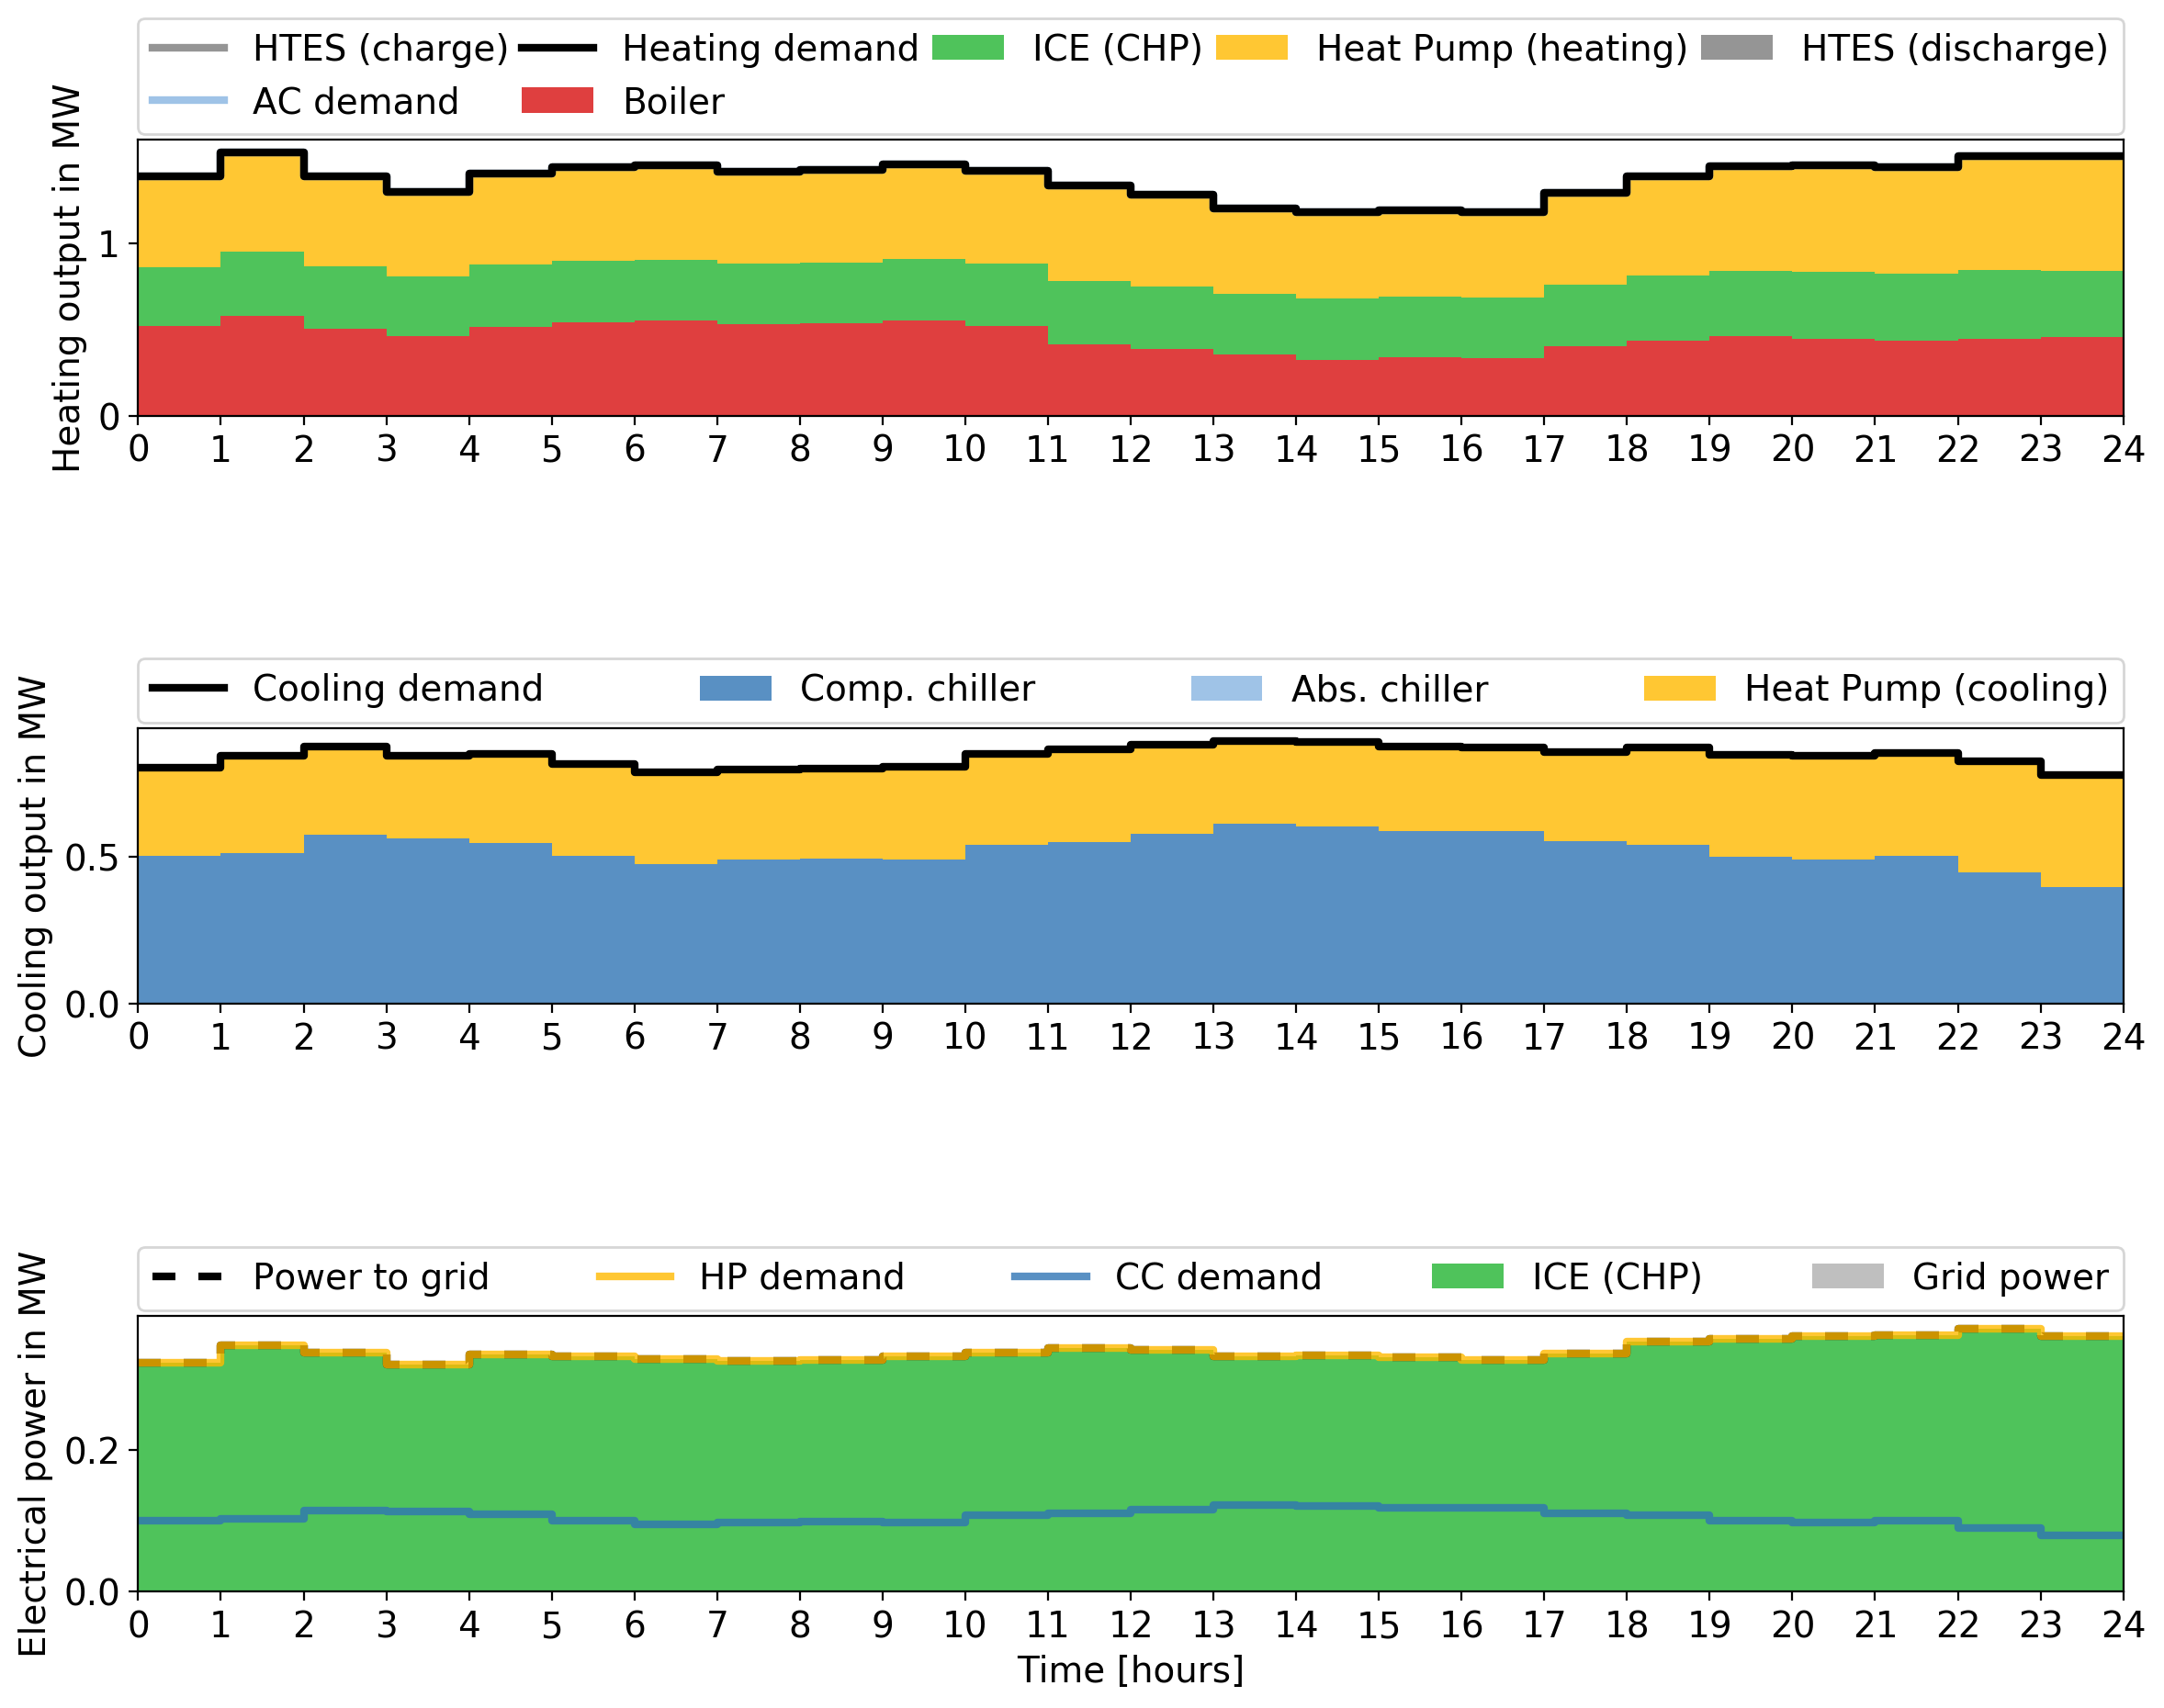 HTES (charge) Heating demand ICE (CHP) Heat Pump (heating) HTES (discharge)
AC demand Boiler
Heating output in MW
1
0
0 1 2 3 4 5 6 7 8 9 10 11 12 13 14 15 16 17 18 19 20 21 22 23 24
Cooling demand Comp. chiller Abs. chiller Heat Pump (cooling)
Cooling output in MW
0.5
0.0
0 1 2 3 4 5 6 7 8 9 10 11 12 13 14 15 16 17 18 19 20 21 22 23 24
Power to grid HP demand CC demand ICE (CHP) Grid power
Electrical power in MW
0.2
0.0
0 1 2 3 4 5 6 7 8 9 10 11 12 13 14 15 16 17 18 19 20 21 22 23 24
Time [hours]